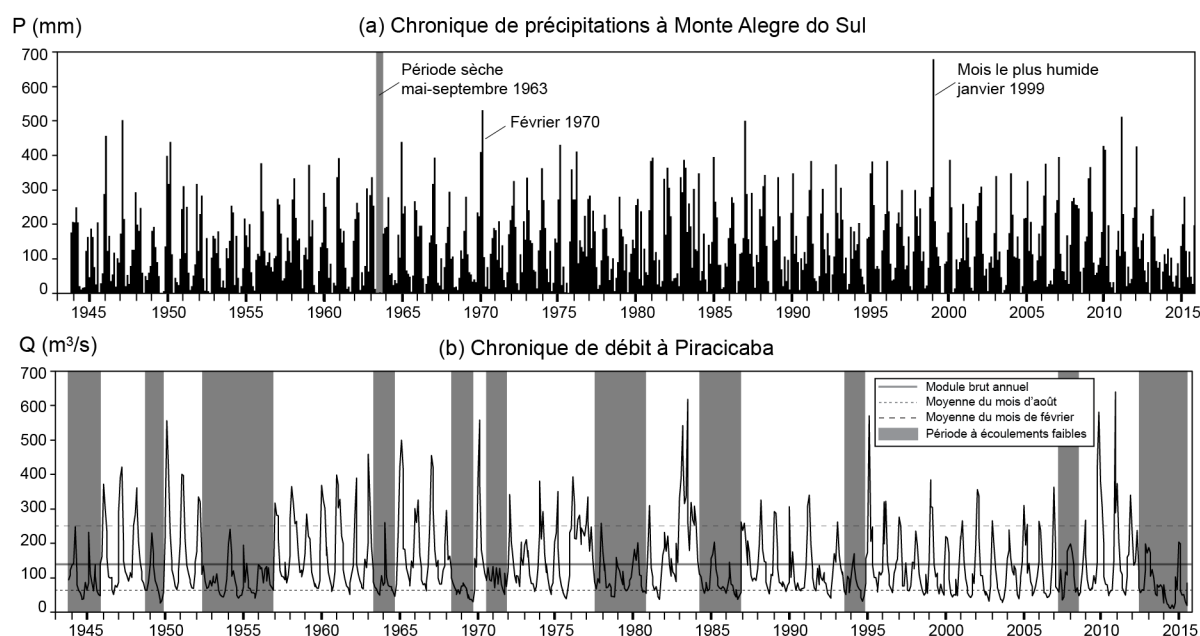 P (mm)
(a) Chronique de précipitations à Monte Alegre do Sul
700
600
500
400
300
200
100
0
Période sèche
mai-septembre 1963
Février 1970
Mois le plus humide
janvier 1999
1945 1950 1955 1960 1965 1970 1975 1980 1985 1990 1995 2000 2005 2010 2015
Q (m³/s)
(b) Chronique de débit à Piracicaba
700
600
500
400
300
200
100
0
Module brut annuel
Moyenne du mois d'août
Moyenne du mois de février
Période à écoulements faibles
1945 1950 1955 1960 1965 1970 1975 1980 1985 1990 1995 2000 2005 2010 2015